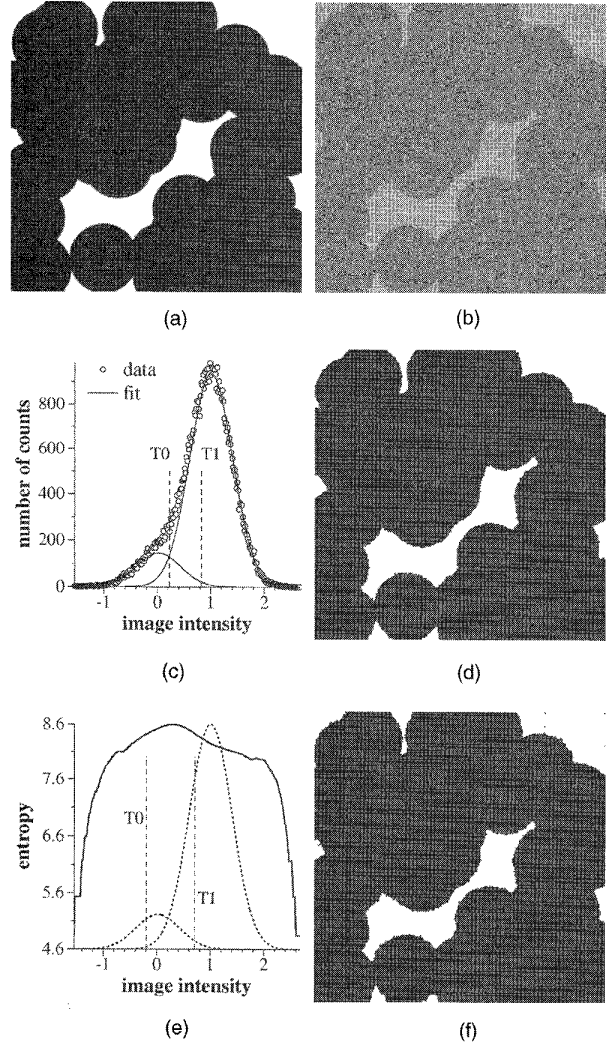 (a)
(b)
data
fit
T0
T1
800
600
400
200
0
number of counts
-1
0
1
2
image intensity
(c)
(d)
8.6
7.6
6.6
5.6
4.6
entropy
T0
T1
-1
0
1
2
image intensity
(e)
(f)